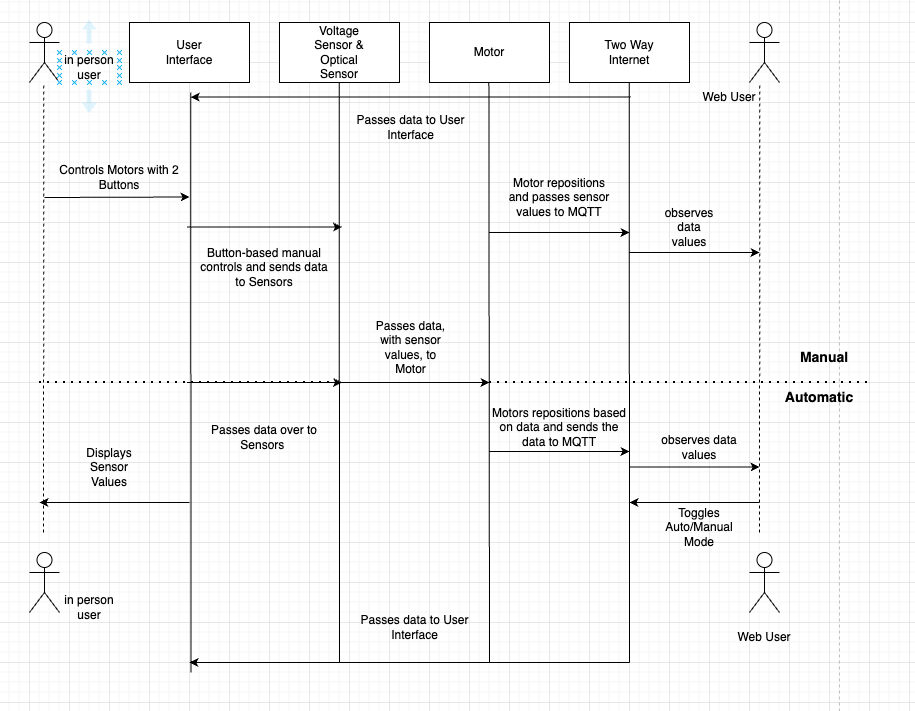 in person
user
User
Interface
Voltage
Sensor &
Optical
Sensor
Motor
Two Way
Internet
Web User
Passes data to User
Interface
Controls Motors with 2
Buttons
Motor repositions
and passes sensor
values to MQTT
observes
data
values
Button-based manual
controls and sends data
to Sensors
Passes data,
with sensor
values, to
Motor
Manual
Automatic
Passes data over to
Sensors
Motors repositions based
on data and sends the
data to MQTT
observes data
values
Displays
Sensor
Values
Toggles
Auto/Manual
Mode
in person
user
Passes data to User
Interface
Web User